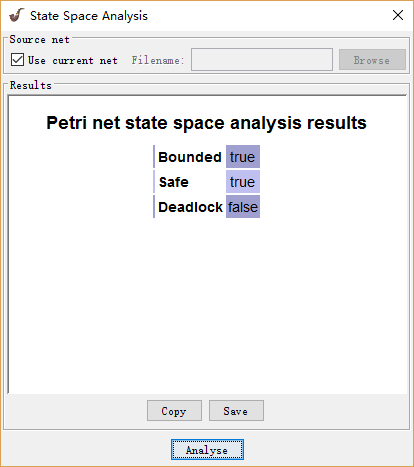 State Space Analysis
Source net
Use current net Filename: Browse
Results
Petri net state space analysis results
Bounded true
Safe true
Deadlock false
Copy Save
Analyse